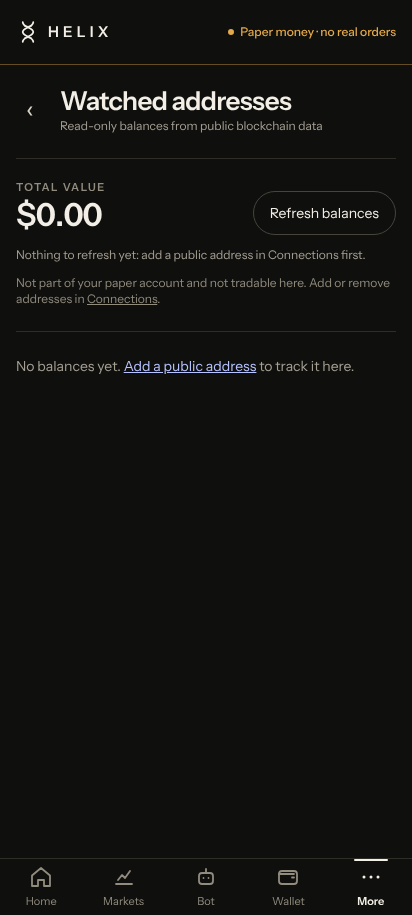 HELIX
Paper money · no real orders
Watched addresses
Read-only balances from public blockchain data
TOTAL VALUE
$0.00
Refresh balances
Nothing to refresh yet: add a public address in Connections first.
Not part of your paper account and not tradable here. Add or remove
addresses in Connections.
No balances yet. Add a public address to track it here.
Home
Markets
Bot
Wallet
More